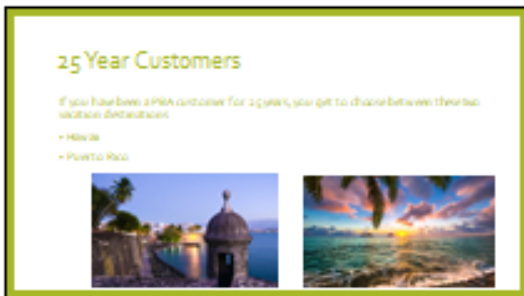 25 Year Customers
If you have been a PRA customer for 25 years, you get to choose between these two
vacation destinations
• Hawaii
• Puerto Rico